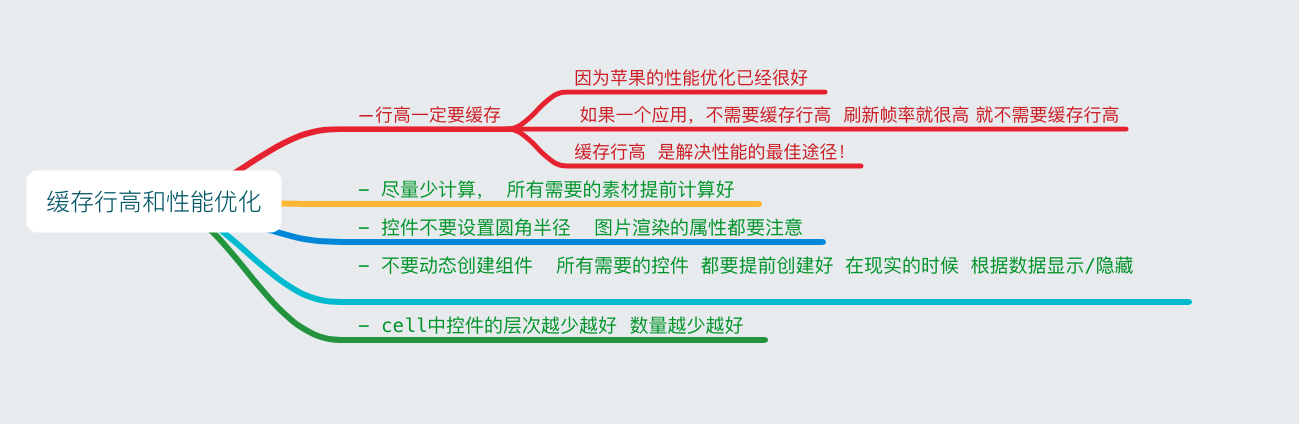 缓存行高和性能优化
—行高一定要缓存
因为苹果的性能优化已经很好
如果一个应用，不需要缓存行高 刷新帧率就很高 就不需要缓存行高
缓存行高 是解决性能的最佳途径!
- 尽量少计算， 所有需要的素材提前计算好
- 控件不要设置圆角半径 图片渲染的属性都要注意
- 不要动态创建组件 所有需要的控件 都要提前创建好 在现实的时候 根据数据显示/隐藏
- cell中控件的层次越少越好 数量越少越好